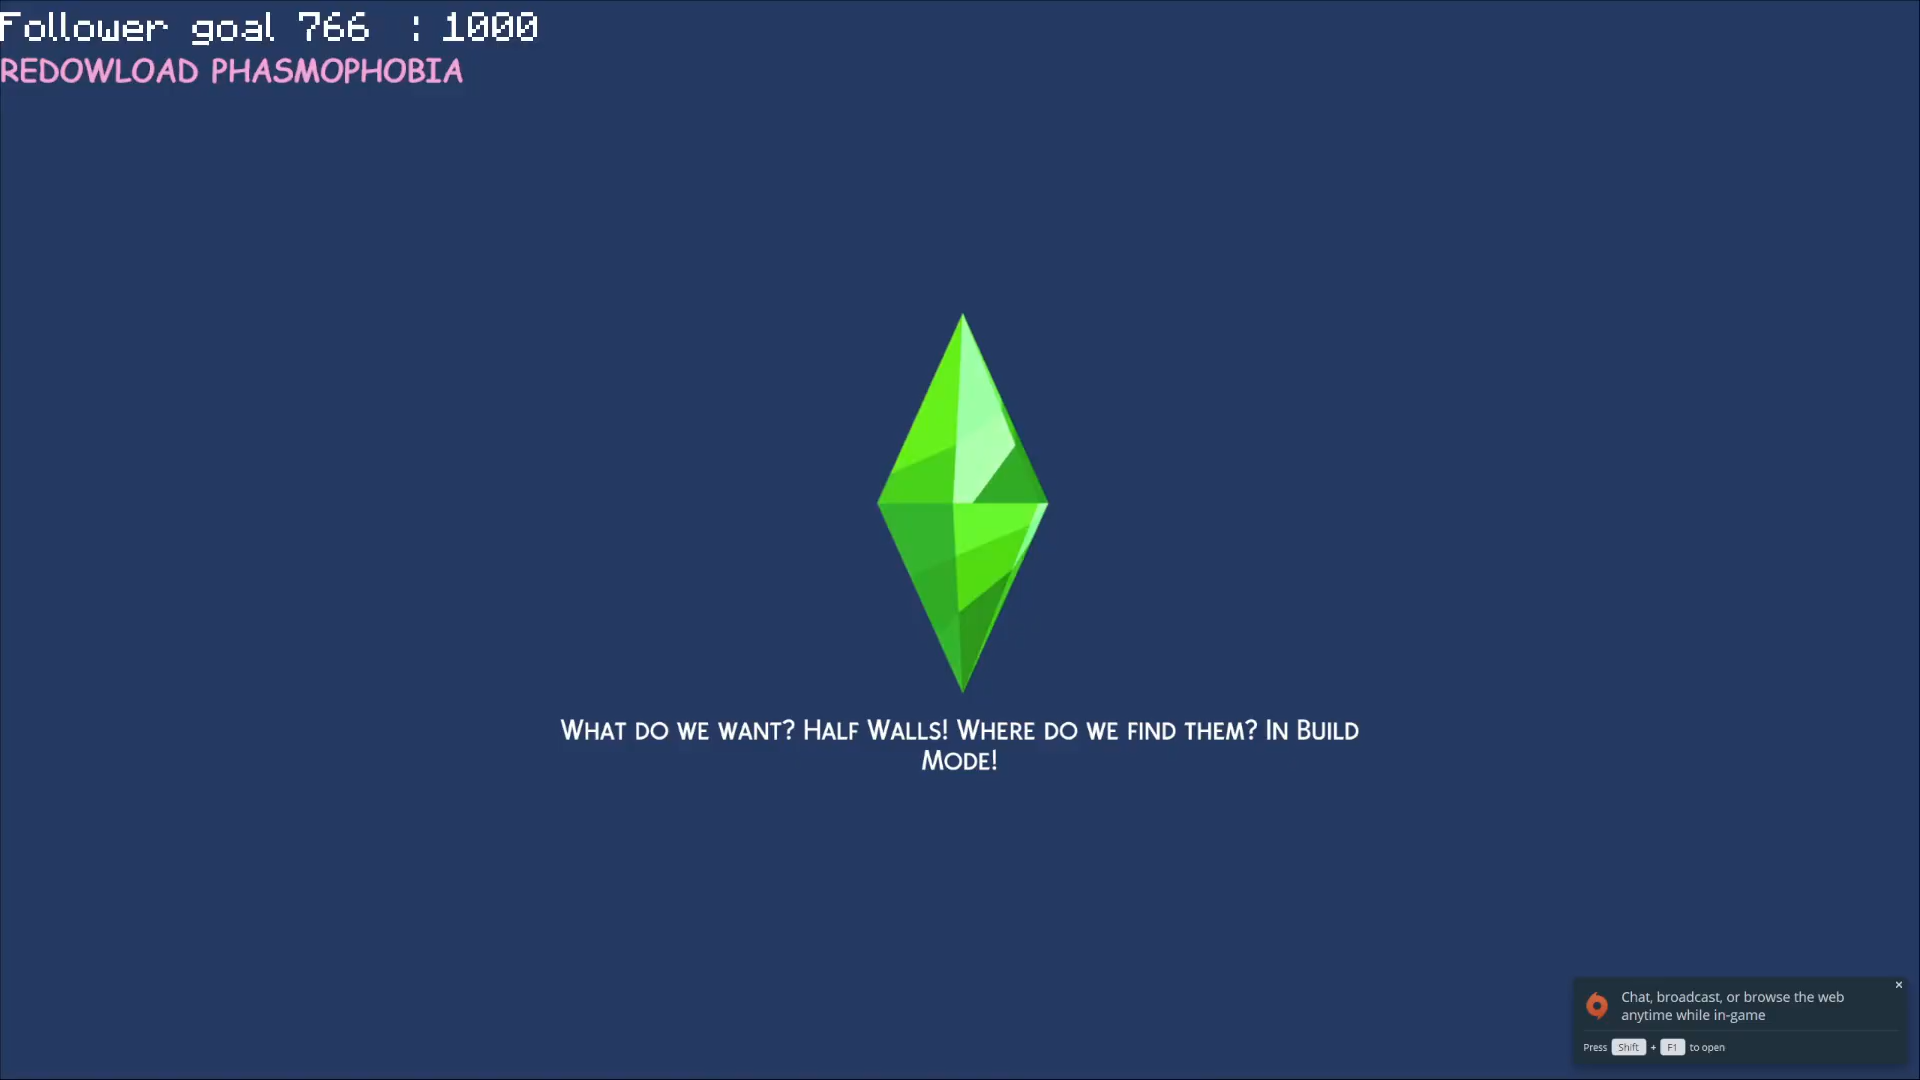 Follower goal 766 : 1000
REDOWLOAD PHASMOPHOBIA
What do we want? Half Walls! Where do we find them? In Build
Mode!
Chat, broadcast, or browse the web
anytime while in-game
Press Shift + F1 to open